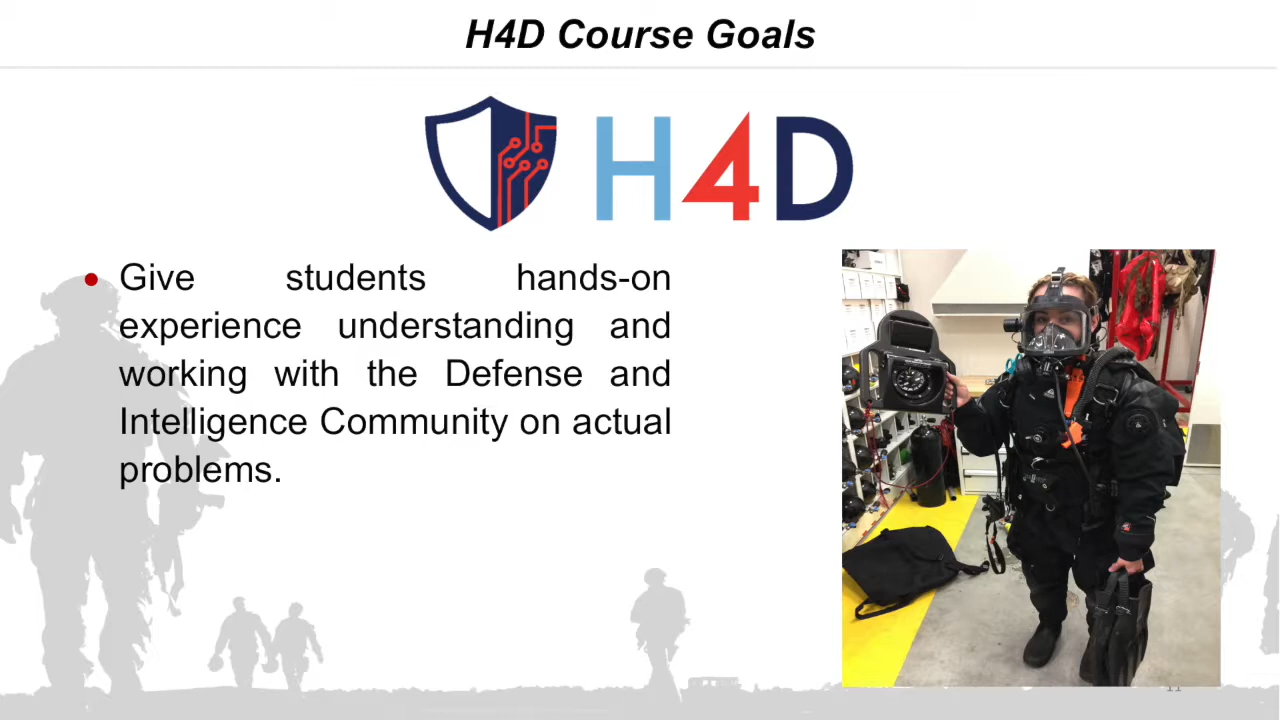 H4D Course Goals
H4D
Give students hands-on
experience understanding and
working with the Defense and
Intelligence Community on actual
problems.
11